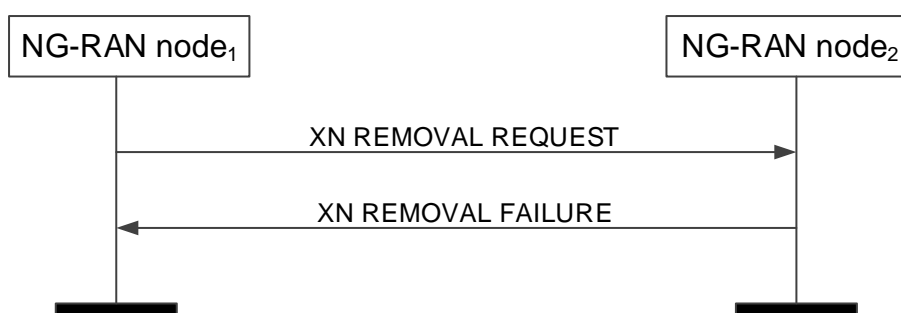 NG-RAN node₁
NG-RAN node₂
XN REMOVAL REQUEST
XN REMOVAL FAILURE